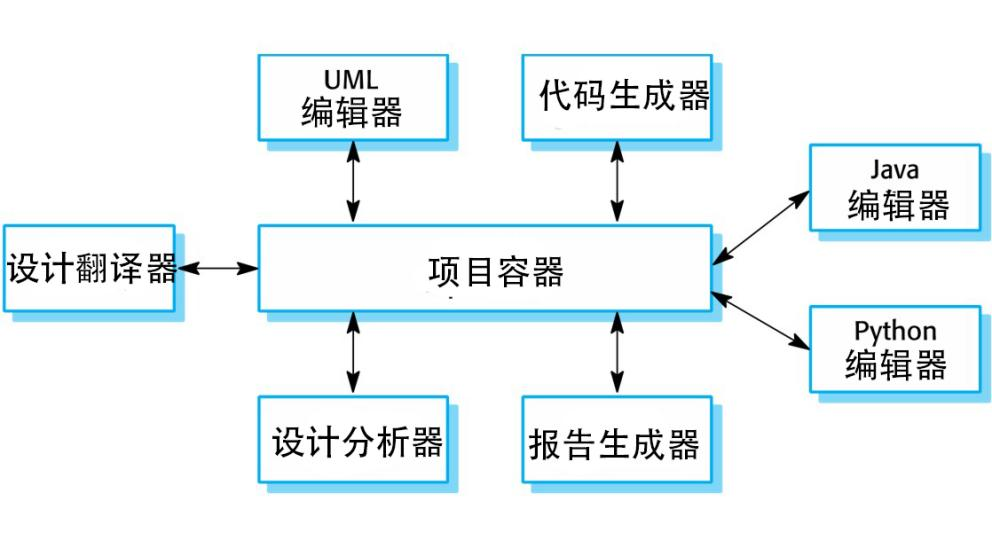 UML
编辑器
代码生成器
Java
编辑器
设计翻译器
项目容器
Python
编辑器
设计分析器
报告生成器